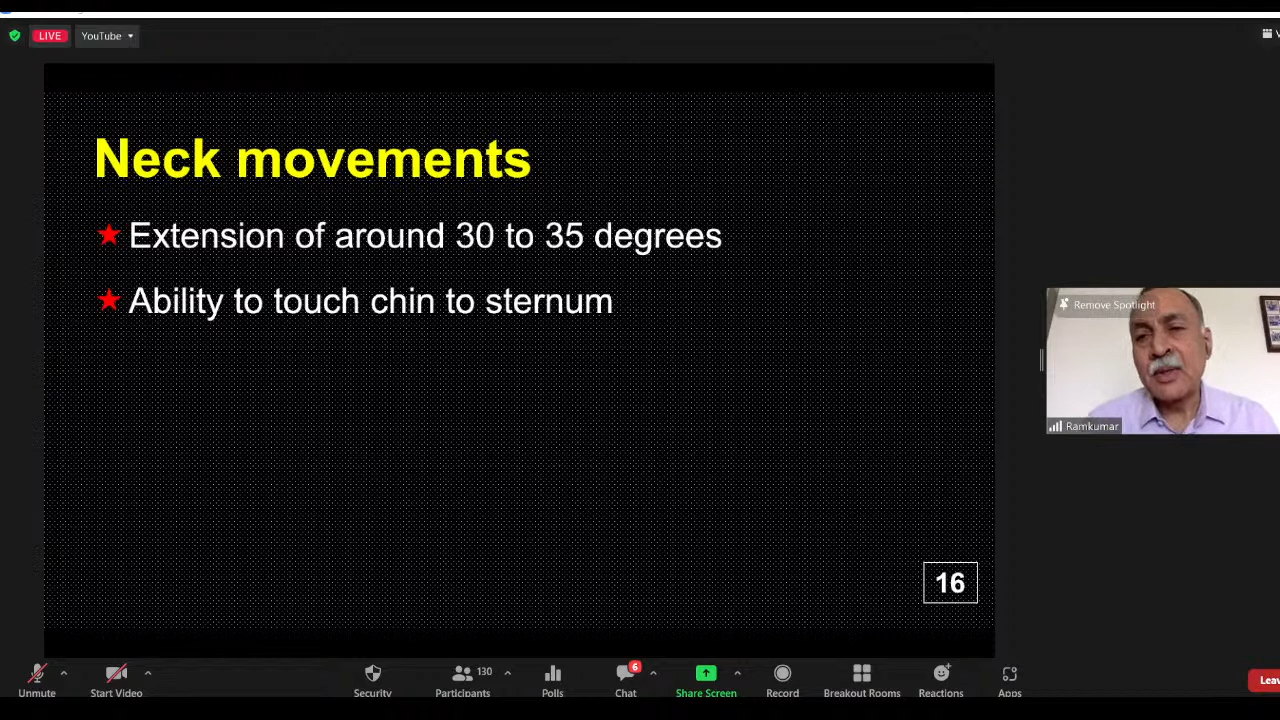 LIVE
YouTube
Neck movements
Extension of around 30 to 35 degrees
Ability to touch chin to sternum
16
Remove Spotlight
Ramkumar
Unmute
Start Video
Security
130
Participants
Polls
6
Chat
Share Screen
Record
Breakout Rooms
Reactions
Apps